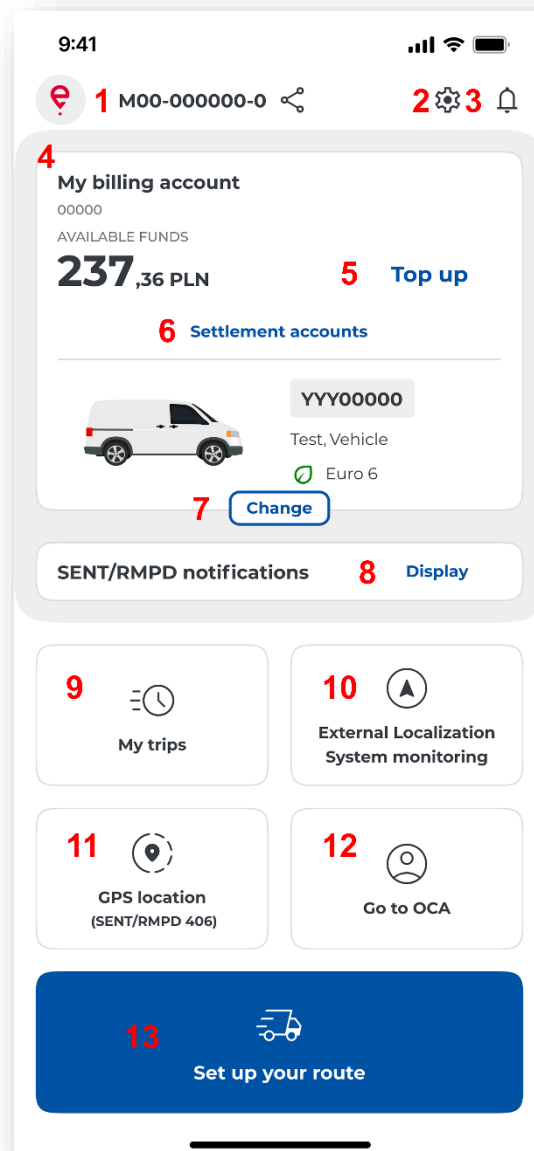 9:41
1 M00-000000-0 2 3
4
My billing account
00000
AVAILABLE FUNDS
237,36 PLN 5 Top up
6 Settlement accounts
YYY00000
Test, Vehicle
Euro 6
7 Change
SENT/RMPD notifications 8 Display
9 My trips
10 External Localization
System monitoring
11 GPS location
(SENT/RMPD 406)
12 Go to OCA
13 Set up your route